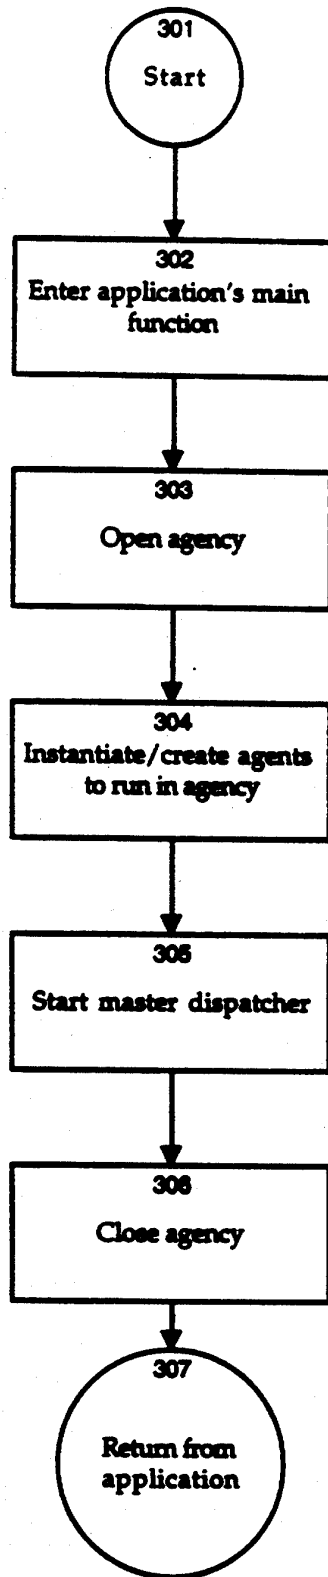 301
Start
302
Enter application's main
function
303
Open agency
304
Instantiate/create agents
to run in agency
305
Start master dispatcher
306
Close agency
307
Return from
application